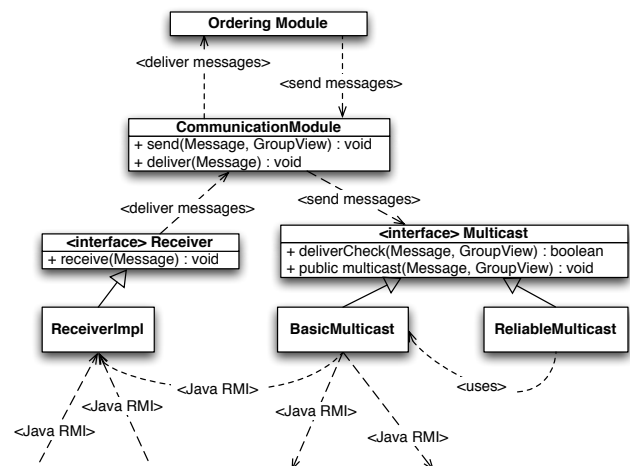 Ordering Module
<deliver messages>
<send messages>
CommunicationModule
+ send(Message, GroupView) : void
+ deliver(Message) : void
<deliver messages>
<send messages>
<interface> Receiver
+ receive(Message) : void
<interface> Multicast
+ deliverCheck(Message, GroupView) : boolean
+ public multicast(Message, GroupView) : void
ReceiverImpl
BasicMulticast
ReliableMulticast
<Java RMI>
<uses>
<Java RMI>
<Java RMI>
<Java RMI>
<Java RMI>